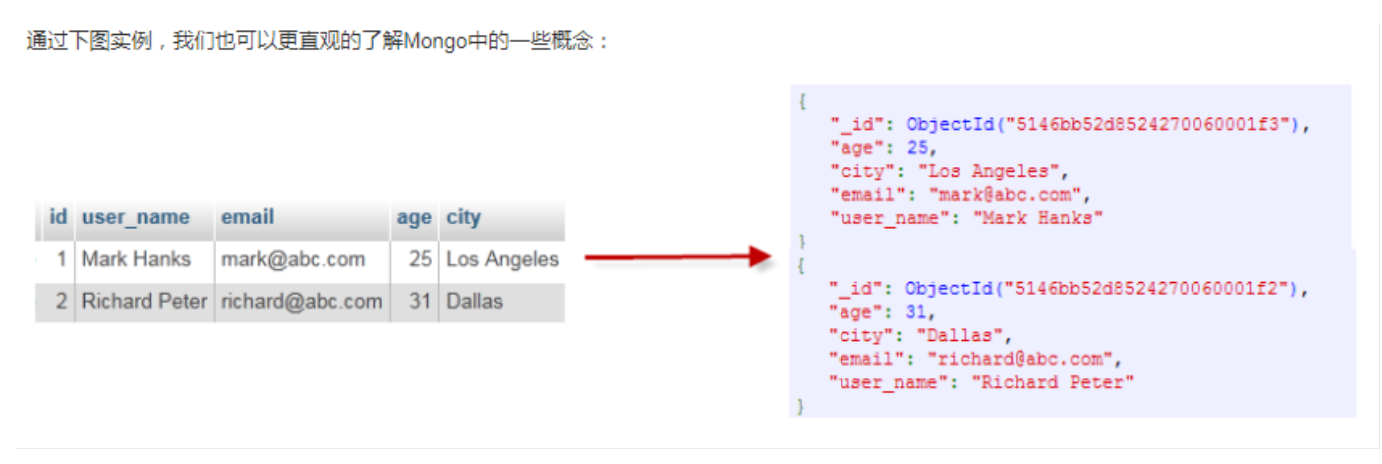 通过下图实例，我们也可以更直观的了解Mongo中的一些概念：
id user_name email age city
1 Mark Hanks mark@abc.com 25 Los Angeles
2 Richard Peter richard@abc.com 31 Dallas
{
"_id": ObjectId("5146bb52d8524270060001f3"),
"age": 25,
"city": "Los Angeles",
"email": "mark@abc.com",
"user_name": "Mark Hanks"
}
{
"_id": ObjectId("5146bb52d8524270060001f2"),
"age": 31,
"city": "Dallas",
"email": "richard@abc.com",
"user_name": "Richard Peter"
}